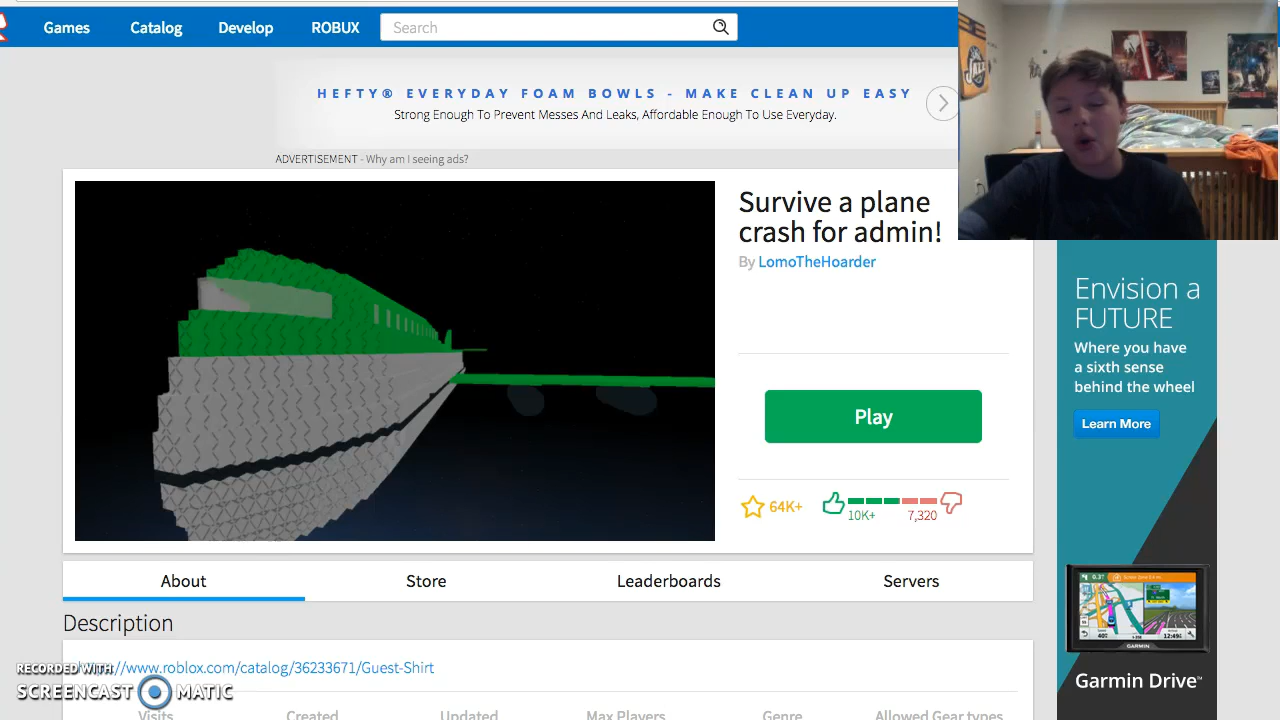 Games Catalog Develop ROBUX Search
HEFTY® EVERYDAY FOAM BOWLS - MAKE CLEAN UP EASY
Strong Enough to Prevent Messes And Leaks. Affordable Enough To Use Everyday.
ADVERTISEMENT - Why am I seeing ads?
JAZZ
Survive a plane
crash for admin!
By LomoTheHoarder
Play
64K+
10K+
7,320
Envision a
FUTURE
Where you have
a sixth sense
behind the wheel
Learn More
GARMIN
Garmin Drive™
About Store Leaderboards Servers
Description
//www.roblox.com/catalog/36233671/Guest-Shirt
RECORDED WITH
SCREENCAST MATIC
Visits Created Updated Max Players Genre Allowed Gear types